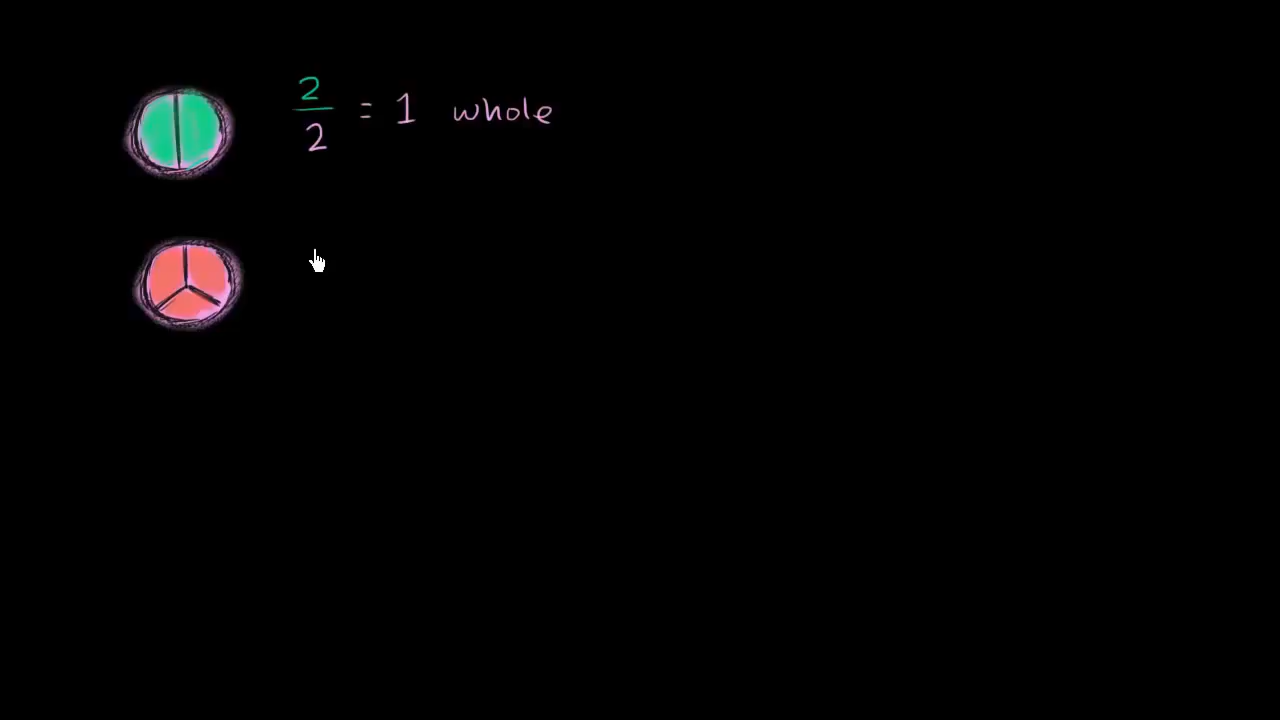 2/2 = 1 whole